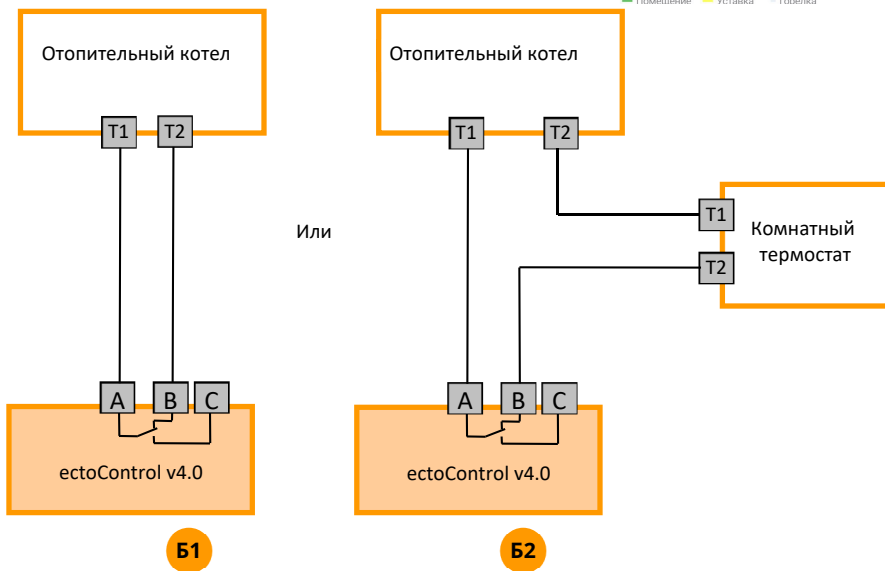 Помещение Уставка Горелка
Отопительный котел
T1 T2
A B C
ectoControl v4.0
Б1
Или
Отопительный котел
T1 T2
T1
Комнатный
термостат
T2
A B C
ectoControl v4.0
Б2